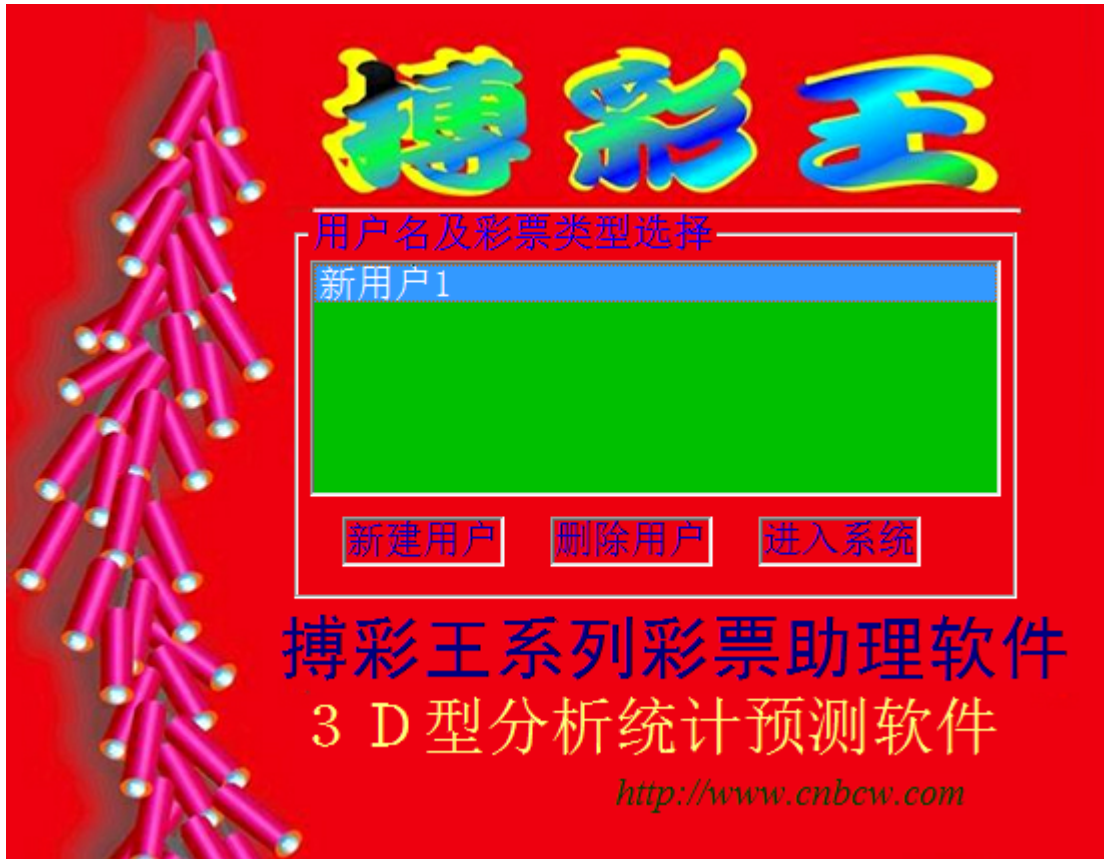 搏彩王
用户名及彩票类型选择
新用户1
新建用户 删除用户 进入系统
搏彩王系列彩票助理软件
３Ｄ型分析统计预测软件
http://www.cnbcw.com